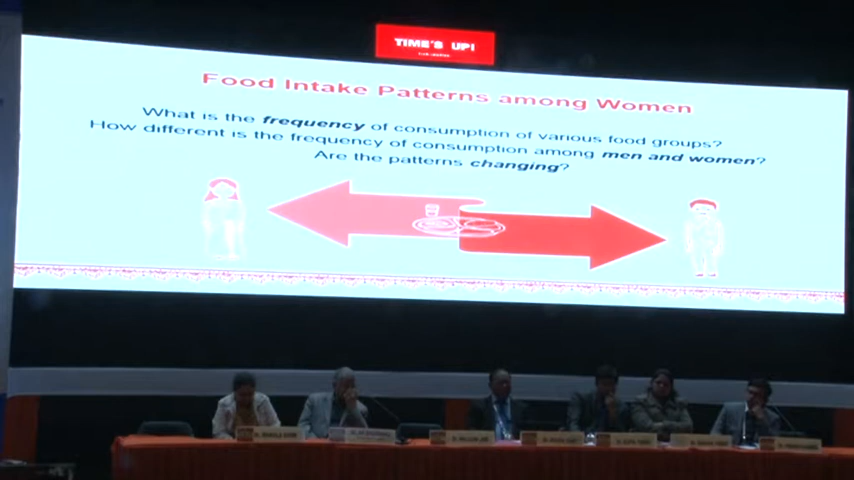 TIME'S UP!
Food Intake Patterns among Women
What is the frequency of consumption of various food groups?
How different is the frequency of consumption among men and women?
Are the patterns changing?